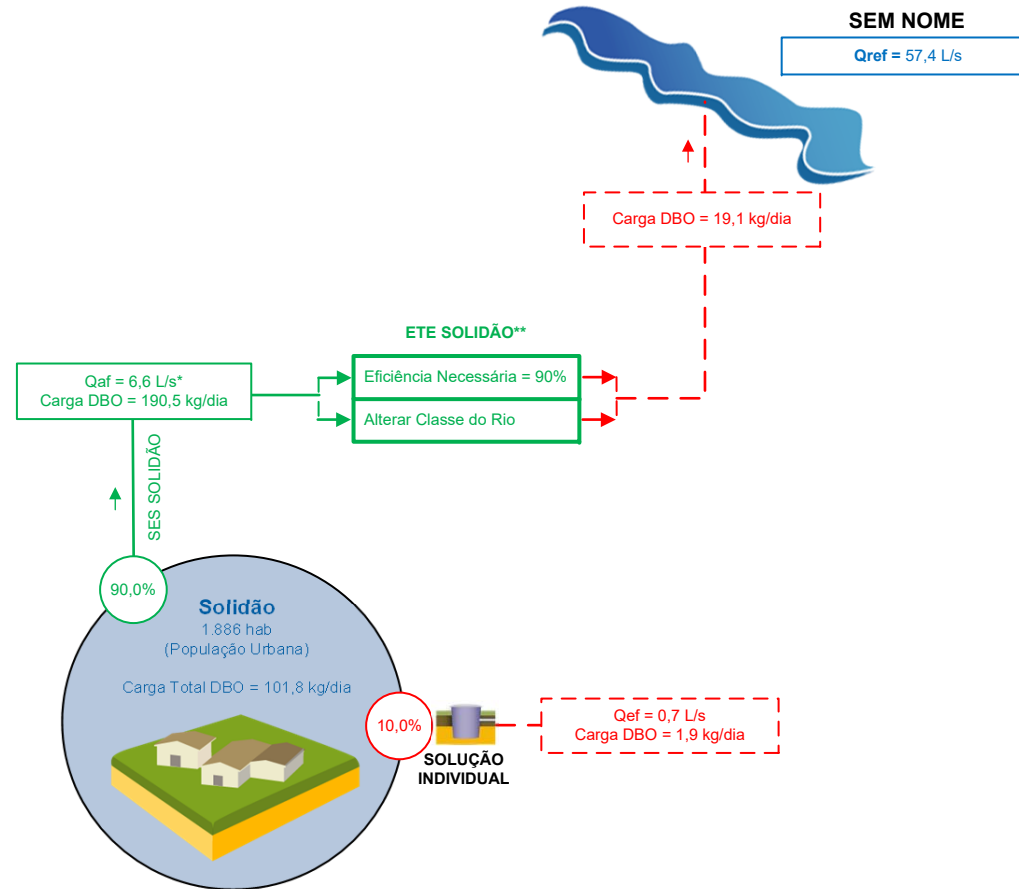 SEM NOME
Qref = 57,4 L/s
Carga DBO = 19,1 kg/dia
ETE SOLIDÃO**
Eficiência Necessária = 90%
Alterar Classe do Rio
Qaf = 6,6 L/s*
Carga DBO = 190,5 kg/dia
SES SOLIDÃO
90,0%
Solidão
1.886 hab
(População Urbana)
Carga Total DBO = 101,8 kg/dia
10,0%
SOLUÇÃO
INDIVIDUAL
Qef = 0,7 L/s
Carga DBO = 1,9 kg/dia